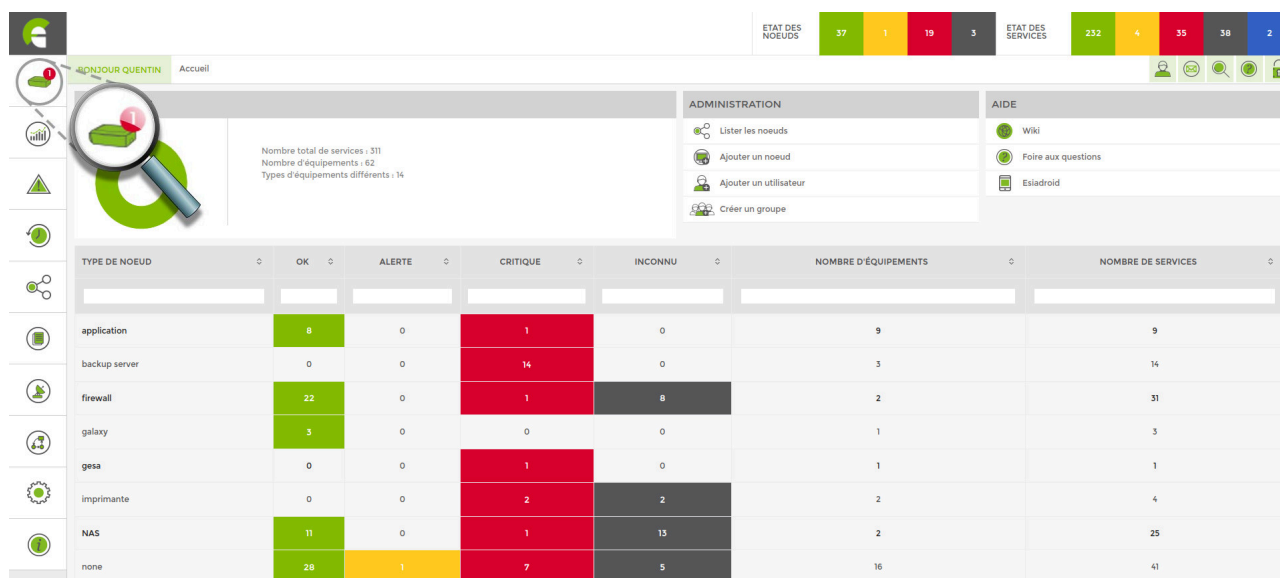 ETAT DES NOEUDS 37 1 19 3 ETAT DES SERVICES 232 4 35 38 2
1
BONJOUR QUENTIN Accueil
1
ADMINISTRATION AIDE
Nombre total de services : 311
Nombre d'équipements : 62
Types d'équipements différents : 14
Lister les noeuds Wiki
Ajouter un noeud Foire aux questions
Ajouter un utilisateur Esiadroid
Créer un groupe
TYPE DE NOEUD OK ALERTE CRITIQUE INCONNU NOMBRE D'ÉQUIPEMENTS NOMBRE DE SERVICES
application 8 0 1 0 9 9
backup server 0 0 14 0 3 14
firewall 22 0 1 8 2 31
galaxy 3 0 0 0 1 3
gesa 0 0 1 0 1 1
imprimante 0 0 2 2 2 4
NAS 11 0 1 13 2 25
none 28 1 7 5 16 41